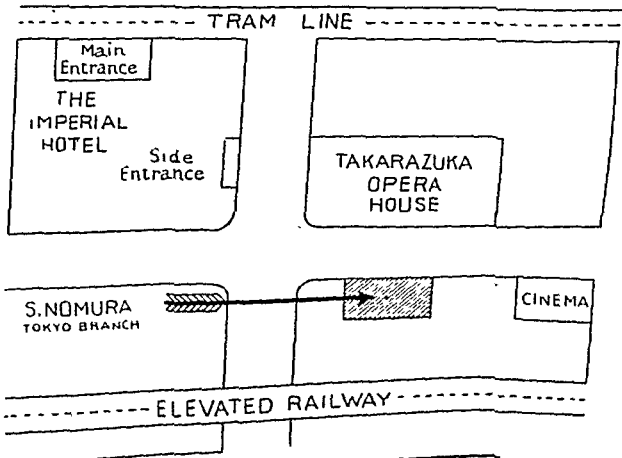 TRAM LINE
Main
Entrance
THE
IMPERIAL
HOTEL
Side
Entrance
TAKARAZUKA
OPERA
HOUSE
S. NOMURA
TOKYO BRANCH
CINEMA
ELEVATED RAILWAY